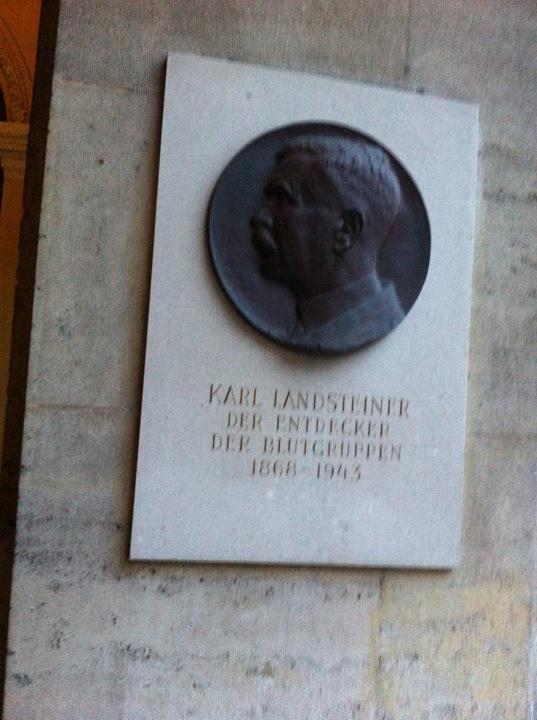 KARL LANDSTEINER
DER ENTDECKER
DER BLUTGRUPPEN
1868-1943